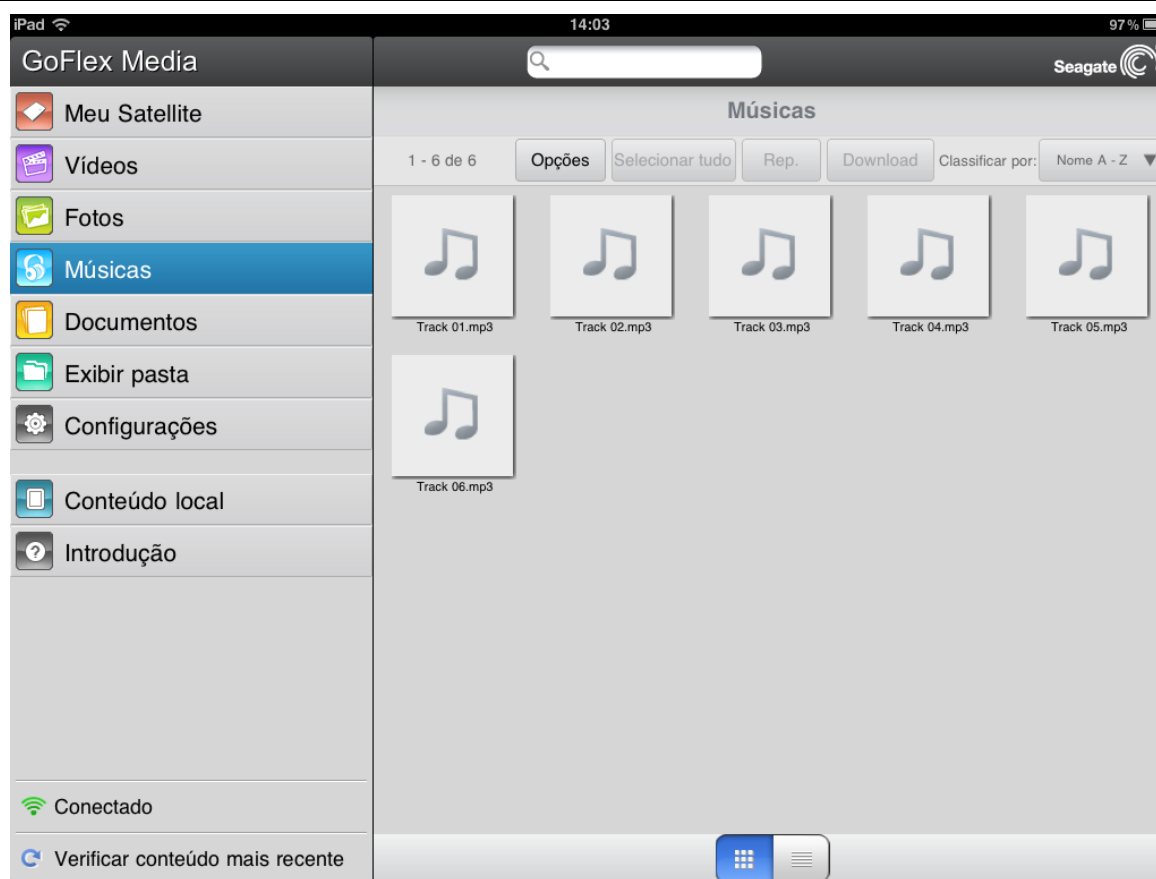 iPad 14:03 97%
GoFlex Media
Seagate
Meu Satellite
Vídeos
Fotos
Músicas
Documentos
Exibir pasta
Configurações
Conteúdo local
Introdução
Conectado
Verificar conteúdo mais recente
Músicas
1 - 6 de 6 Opções Selecionar tudo Rep. Download Classificar por: Nome A - Z
Track 01.mp3 Track 02.mp3 Track 03.mp3 Track 04.mp3 Track 05.mp3
Track 06.mp3